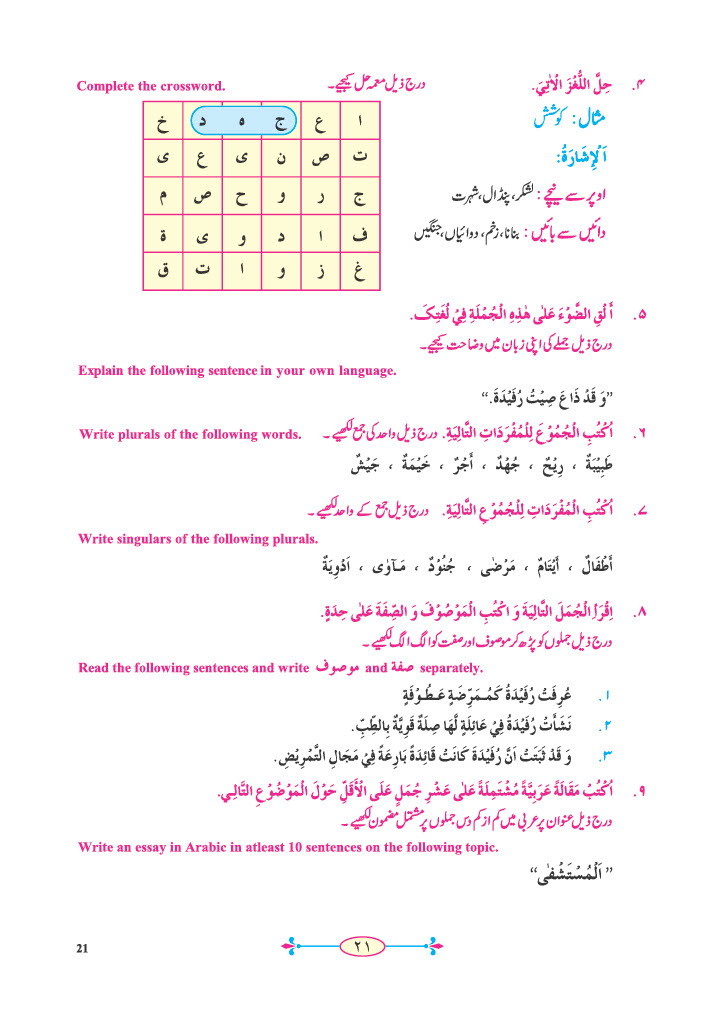 ۴. حِلَّ اللُّغْزَ الْاٰتِيَ. درج ذیل معمہ حل کیجیے۔ Complete the crossword.
مثال: کوشش
اَلْإِشَارَةُ:
اوپر سے نیچے: لشکر، پنڈال، شہرت
دائیں سے بائیں: بنانا، زخم، دوائیاں، جنگیں
ا ع ج ه د خ
ت ص ن ی ع ی
ج ر و ح ص م
ف ا د و ی ة
غ ز و ا ت ق
۵. أَلْقِ الضَّوْءَ عَلٰى هٰذِهِ الْجُمْلَةِ فِيْ لُغَتِكَ.
درج ذیل جملے کی اپنی زبان میں وضاحت کیجیے۔
Explain the following sentence in your own language.
”وَ قَدْ ذَاعَ صِيْتُ رُفَيْدَةَ.“
۶. اُكْتُبِ الْجُمُوْعَ لِلْمُفْرَدَاتِ التَّالِيَةِ. درج ذیل واحد کی جمع لکھیے۔ Write plurals of the following words.
طَبِيْبَةٌ ، رِيْحٌ ، جُهْدٌ ، أَجْرٌ ، خَيْمَةٌ ، جَيْشٌ
۷. اُكْتُبِ الْمُفْرَدَاتِ لِلْجُمُوْعِ التَّالِيَةِ. درج ذیل جمع کے واحد لکھیے۔
Write singulars of the following plurals.
أَطْفَالٌ ، أَيْتَامٌ ، مَرْضٰى ، جُنُوْدٌ ، مَآوٰى ، اَدْوِيَةٌ
۸. اِقْرَأِ الْجُمَلَ التَّالِيَةَ وَ اكْتُبِ الْمَوْصُوْفَ وَ الصِّفَةَ عَلٰى حِدَةٍ.
درج ذیل جملوں کو پڑھ کر موصوف اور صفت کو الگ الگ لکھیے۔
Read the following sentences and write موصوف and صفة separately.
۱. عُرِفَتْ رُفَيْدَةُ كَمُمَرِّضَةٍ عَطُوْفَةٍ
۲. نَشَأَتْ رُفَيْدَةُ فِيْ عَائِلَةٍ لَّهَا صِلَةٌ قَوِيَّةٌ بِالطِّبِّ.
۳. وَ قَدْ ثَبَتَتْ اَنَّ رُفَيْدَةَ كَانَتْ قَائِدَةً بَارِعَةً فِيْ مَجَالِ التَّمْرِيْضِ.
۹. اُكْتُبْ مَقَالَةً عَرَبِيَّةً مُشْتَمِلَةً عَلٰى عَشْرِ جُمَلٍ عَلَى الْأَقَلِّ حَوْلَ الْمَوْضُوْعِ التَّالِي.
درج ذیل عنوان پر عربی میں کم از کم دس جملوں پر مشتمل مضمون لکھیے۔
Write an essay in Arabic in atleast 10 sentences on the following topic.
”اَلْمُسْتَشْفٰى“
21
۲۱